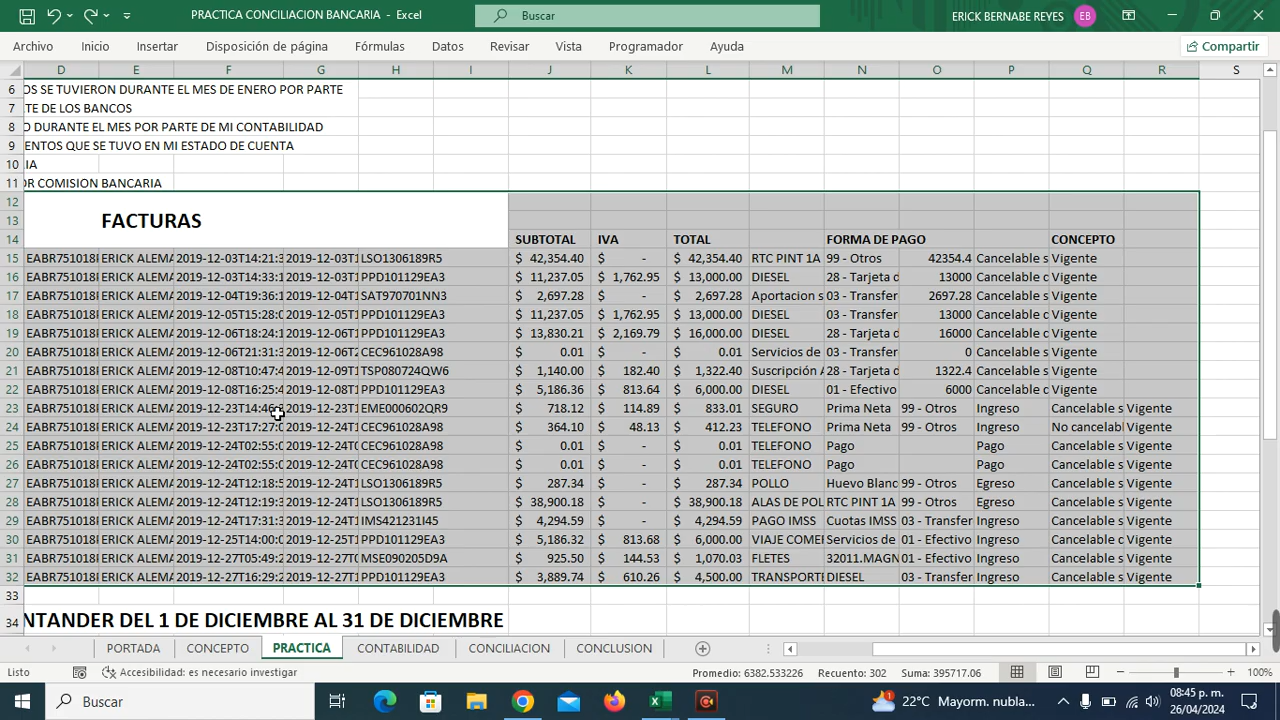 PRACTICA CONCILIACION BANCARIA - Excel
Buscar
ERICK BERNABE REYES EB
Archivo Inicio Insertar Disposición de página Fórmulas Datos Revisar Vista Programador Ayuda Compartir
D E F G H I J K L M N O P Q R S
6 OS SE TUVIERON DURANTE EL MES DE ENERO POR PARTE
7 TE DE LOS BANCOS
8 O DURANTE EL MES POR PARTE DE MI CONTABILIDAD
9 ENTOS QUE SE TUVO EN MI ESTADO DE CUENTA
10 IA
11 OR COMISION BANCARIA
12
13 FACTURAS
14 SUBTOTAL IVA TOTAL FORMA DE PAGO CONCEPTO
15 EABR751018I ERICK ALEMA 2019-12-03T14:21:3 2019-12-03T1 LSO1306189R5 $ 42,354.40 $ - $ 42,354.40 RTC PINT 1A 99 - Otros 42354.4 Cancelable s Vigente
16 EABR751018I ERICK ALEMA 2019-12-03T14:33:1 2019-12-03T1 PPD101129EA3 $ 11,237.05 $ 1,762.95 $ 13,000.00 DIESEL 28 - Tarjeta d 13000 Cancelable c Vigente
17 EABR751018I ERICK ALEMA 2019-12-04T19:36:1 2019-12-04T1 SAT970701NN3 $ 2,697.28 $ - $ 2,697.28 Aportacion s 03 - Transfer 2697.28 Cancelable s Vigente
18 EABR751018I ERICK ALEMA 2019-12-05T15:28:0 2019-12-05T1 PPD101129EA3 $ 11,237.05 $ 1,762.95 $ 13,000.00 DIESEL 03 - Transfer 13000 Cancelable c Vigente
19 EABR751018I ERICK ALEMA 2019-12-06T18:24:1 2019-12-06T1 PPD101129EA3 $ 13,830.21 $ 2,169.79 $ 16,000.00 DIESEL 28 - Tarjeta d 16000 Cancelable c Vigente
20 EABR751018I ERICK ALEMA 2019-12-06T21:31:3 2019-12-06T2 CEC961028A98 $ 0.01 $ - $ 0.01 Servicios de 03 - Transfer 0 Cancelable s Vigente
21 EABR751018I ERICK ALEMA 2019-12-08T10:47:4 2019-12-09T1 TSP080724QW6 $ 1,140.00 $ 182.40 $ 1,322.40 Suscripción A 28 - Tarjeta d 1322.4 Cancelable s Vigente
22 EABR751018I ERICK ALEMA 2019-12-08T16:25:4 2019-12-08T1 PPD101129EA3 $ 5,186.36 $ 813.64 $ 6,000.00 DIESEL 01 - Efectivo 6000 Cancelable s Vigente
23 EABR751018I ERICK ALEMA 2019-12-23T14:46 2019-12-23T1 EME000602QR9 $ 718.12 $ 114.89 $ 833.01 SEGURO Prima Neta 99 - Otros Ingreso Cancelable s Vigente
24 EABR751018I ERICK ALEMA 2019-12-23T17:27:0 2019-12-24T1 CEC961028A98 $ 364.10 $ 48.13 $ 412.23 TELEFONO Prima Neta 99 - Otros Ingreso No cancelabl Vigente
25 EABR751018I ERICK ALEMA 2019-12-24T02:55:0 2019-12-24T0 CEC961028A98 $ 0.01 $ - $ 0.01 TELEFONO Pago Pago Cancelable s Vigente
26 EABR751018I ERICK ALEMA 2019-12-24T02:55:0 2019-12-24T0 CEC961028A98 $ 0.01 $ - $ 0.01 TELEFONO Pago Pago Cancelable s Vigente
27 EABR751018I ERICK ALEMA 2019-12-24T12:18:5 2019-12-24T1 LSO1306189R5 $ 287.34 $ - $ 287.34 POLLO Huevo Blanc 99 - Otros Egreso Cancelable s Vigente
28 EABR751018I ERICK ALEMA 2019-12-24T12:19:3 2019-12-24T1 LSO1306189R5 $ 38,900.18 $ - $ 38,900.18 ALAS DE POL RTC PINT 1A 99 - Otros Egreso Cancelable s Vigente
29 EABR751018I ERICK ALEMA 2019-12-24T17:31:3 2019-12-24T1 IMS421231I45 $ 4,294.59 $ - $ 4,294.59 PAGO IMSS Cuotas IMSS 03 - Transfer Ingreso Cancelable s Vigente
30 EABR751018I ERICK ALEMA 2019-12-25T14:00:0 2019-12-25T1 PPD101129EA3 $ 5,186.32 $ 813.68 $ 6,000.00 VIAJE COMEI Servicios de 01 - Efectivo Ingreso Cancelable s Vigente
31 EABR751018I ERICK ALEMA 2019-12-27T05:49:2 2019-12-27T0 MSE090205D9A $ 925.50 $ 144.53 $ 1,070.03 FLETES 32011.MAGN 01 - Efectivo Ingreso Cancelable s Vigente
32 EABR751018I ERICK ALEMA 2019-12-27T16:29:2 2019-12-27T1 PPD101129EA3 $ 3,889.74 $ 610.26 $ 4,500.00 TRANSPORTE DIESEL 03 - Transfer Ingreso Cancelable s Vigente
33
34 NTANDER DEL 1 DE DICIEMBRE AL 31 DE DICIEMBRE
PORTADA CONCEPTO PRACTICA CONTABILIDAD CONCILIACION CONCLUSION
Listo Accesibilidad: es necesario investigar Promedio: 6382.533226 Recuento: 302 Suma: 395717.06 100%
Buscar 22°C Mayorm. nubla... 08:45 p. m.
26/04/2024